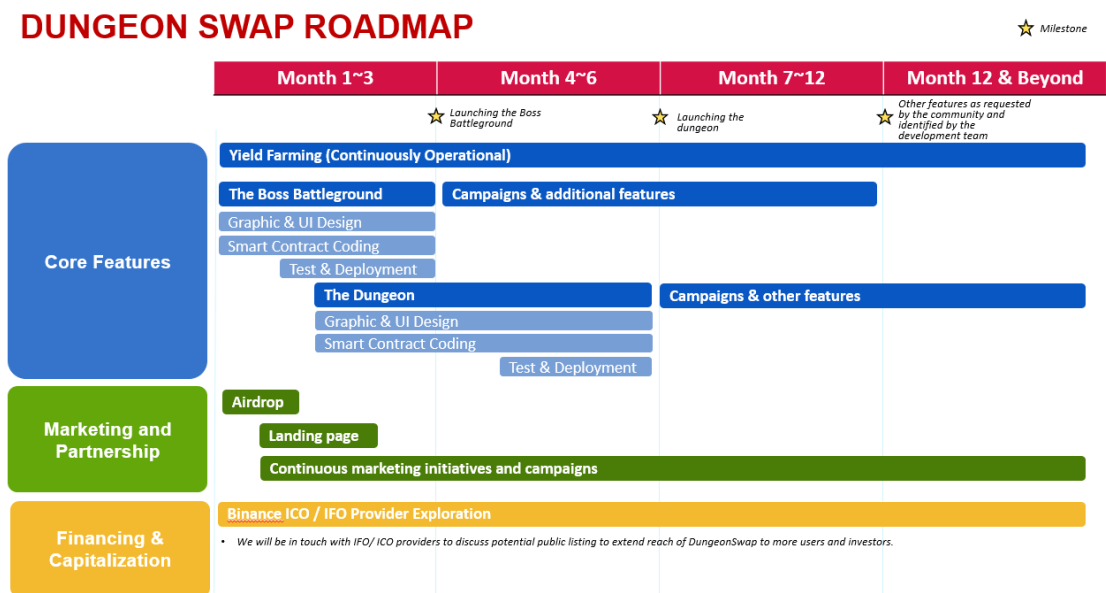 DUNGEON SWAP ROADMAP
Milestone
Month 1~3
Month 4~6
Month 7~12
Month 12 & Beyond
Launching the Boss
Battleground
Launching the
dungeon
Other features as requested
by the community and
identified by the
development team
Core Features
Yield Farming (Continuously Operational)
The Boss Battleground
Campaigns & additional features
Graphic & UI Design
Smart Contract Coding
Test & Deployment
The Dungeon
Campaigns & other features
Graphic & UI Design
Smart Contract Coding
Test & Deployment
Marketing and
Partnership
Airdrop
Landing page
Continuous marketing initiatives and campaigns
Financing &
Capitalization
Binance ICO / IFO Provider Exploration
• We will be in touch with IFO/ ICO providers to discuss potential public listing to extend reach of DungeonSwap to more users and investors.